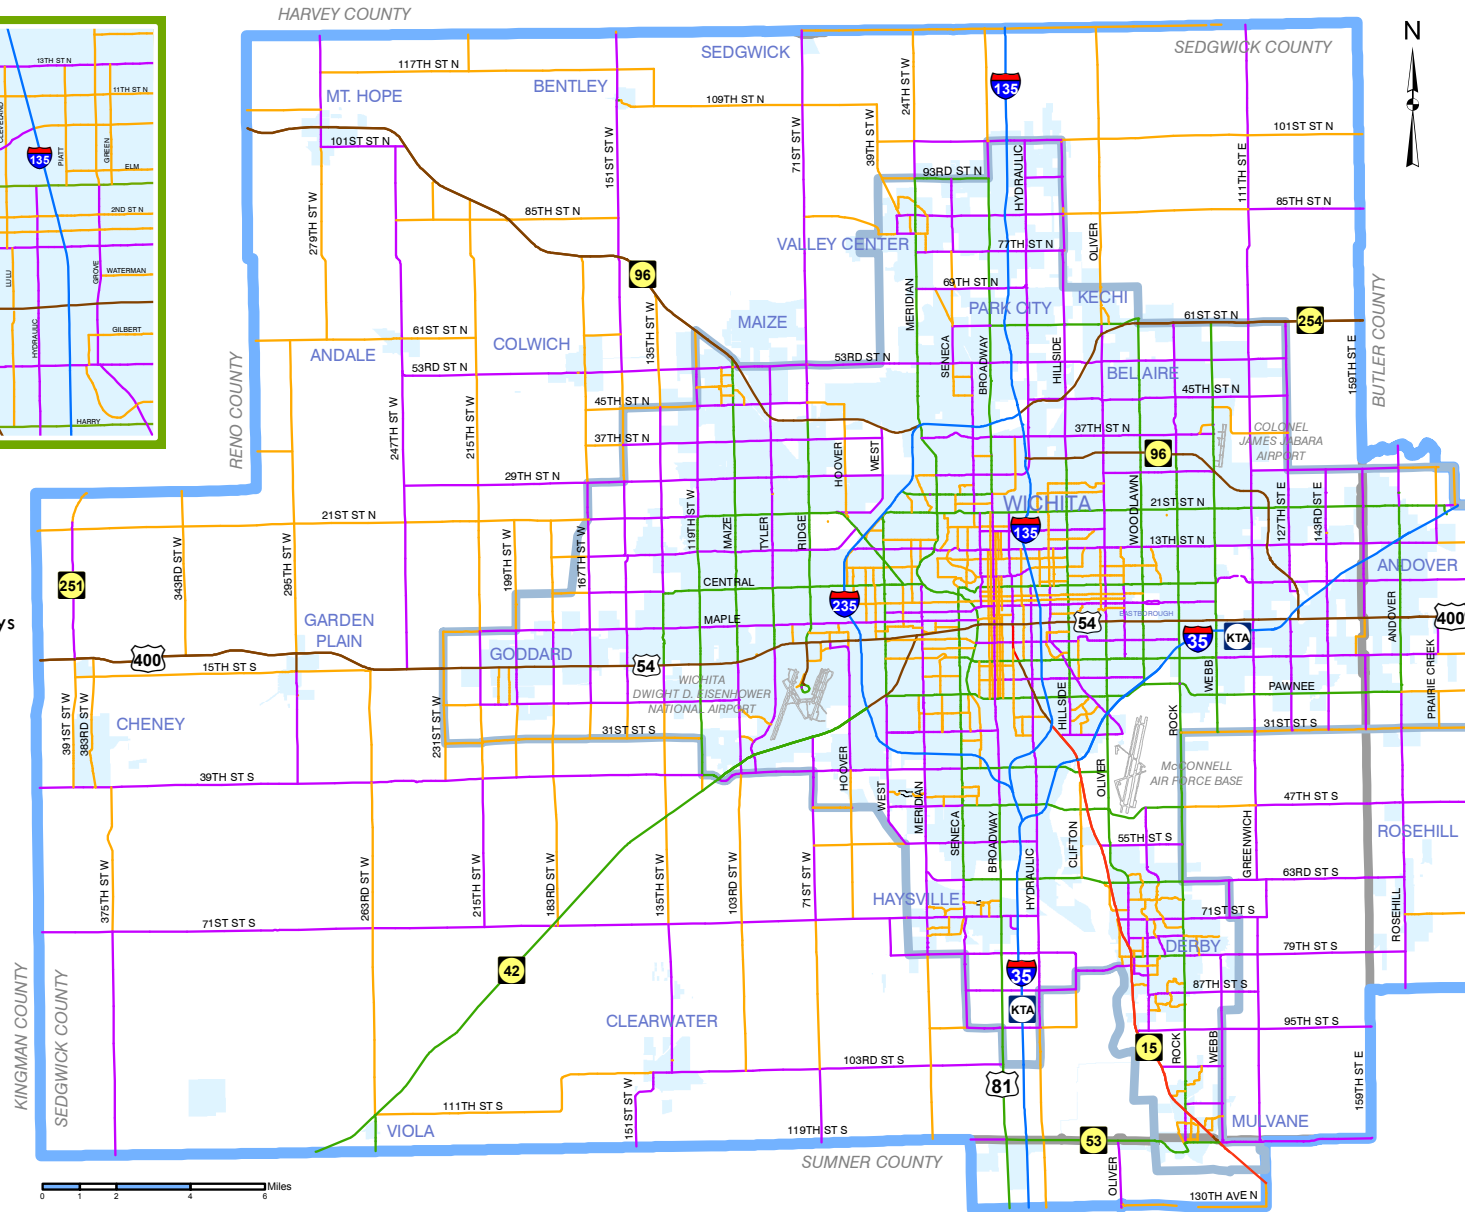 HARVEY COUNTY
SEDGWICK COUNTY
N
SEDGWICK
117TH ST N
BENTLEY
MT. HOPE
109TH ST N
24TH ST W
135
101ST ST N
101ST ST N
151ST ST W
71ST ST W
39TH ST W
HYDRAULIC
111TH ST E
93RD ST N
279TH ST W
85TH ST N
85TH ST N
VALLEY CENTER
77TH ST N
OLIVER
96
69TH ST N
MERIDIAN
KECHI
PARK CITY
BUTLER COUNTY
61ST ST N
254
MAIZE
61ST ST N
135TH ST W
COLWICH
ANDALE
53RD ST N
SENECA
BROADWAY
HILLSIDE
159TH ST E
53RD ST N
BEL AIRE
45TH ST N
RENO COUNTY
247TH ST W
215TH ST W
45TH ST N
37TH ST N
37TH ST N
COLONEL
JAMES JABARA
AIRPORT
HOOVER
WEST
96
29TH ST N
WICHITA
WOODLAWN
21ST ST N
127TH ST E
143RD ST E
21ST ST N
119TH ST W
MAIZE
TYLER
RIDGE
135
13TH ST N
343RD ST W
295TH ST W
199TH ST W
167TH ST W
ANDOVER
251
CENTRAL
235
ANDOVER
ys
GARDEN
PLAIN
MAPLE
EASTBOROUGH
54
35
KTA
400
400
15TH ST S
GODDARD
54
WICHITA
DWIGHT D. EISENHOWER
NATIONAL AIRPORT
WEBB
PAWNEE
PRAIRIE CREEK
391ST ST W
383RD ST W
CHENEY
231ST ST W
31ST ST S
HILLSIDE
ROCK
31ST ST S
39TH ST S
HOOVER
OLIVER
McCONNELL
AIR FORCE BASE
WEST
MERIDIAN
47TH ST S
SENECA
BROADWAY
CLIFTON
55TH ST S
GREENWICH
ROSEHILL
375TH ST W
263RD ST W
215TH ST W
183RD ST W
135TH ST W
103RD ST W
71ST ST W
HYDRAULIC
63RD ST S
HAYSVILLE
71ST ST S
71ST ST S
ROSEHILL
DERBY
79TH ST S
42
35
87TH ST S
KTA
KINGMAN COUNTY
SEDGWICK COUNTY
CLEARWATER
95TH ST S
15
ROCK
WEBB
103RD ST S
81
159TH ST E
111TH ST S
151ST ST W
VIOLA
119TH ST S
MULVANE
53
SUMNER COUNTY
OLIVER
130TH AVE N
0 1 2 4 6 Miles
13TH ST N
11TH ST N
CLEVELAND
135
PIATT
GREEN
ELM
2ND ST N
LULU
GROVE
WATERMAN
HYDRAULIC
GILBERT
HARRY